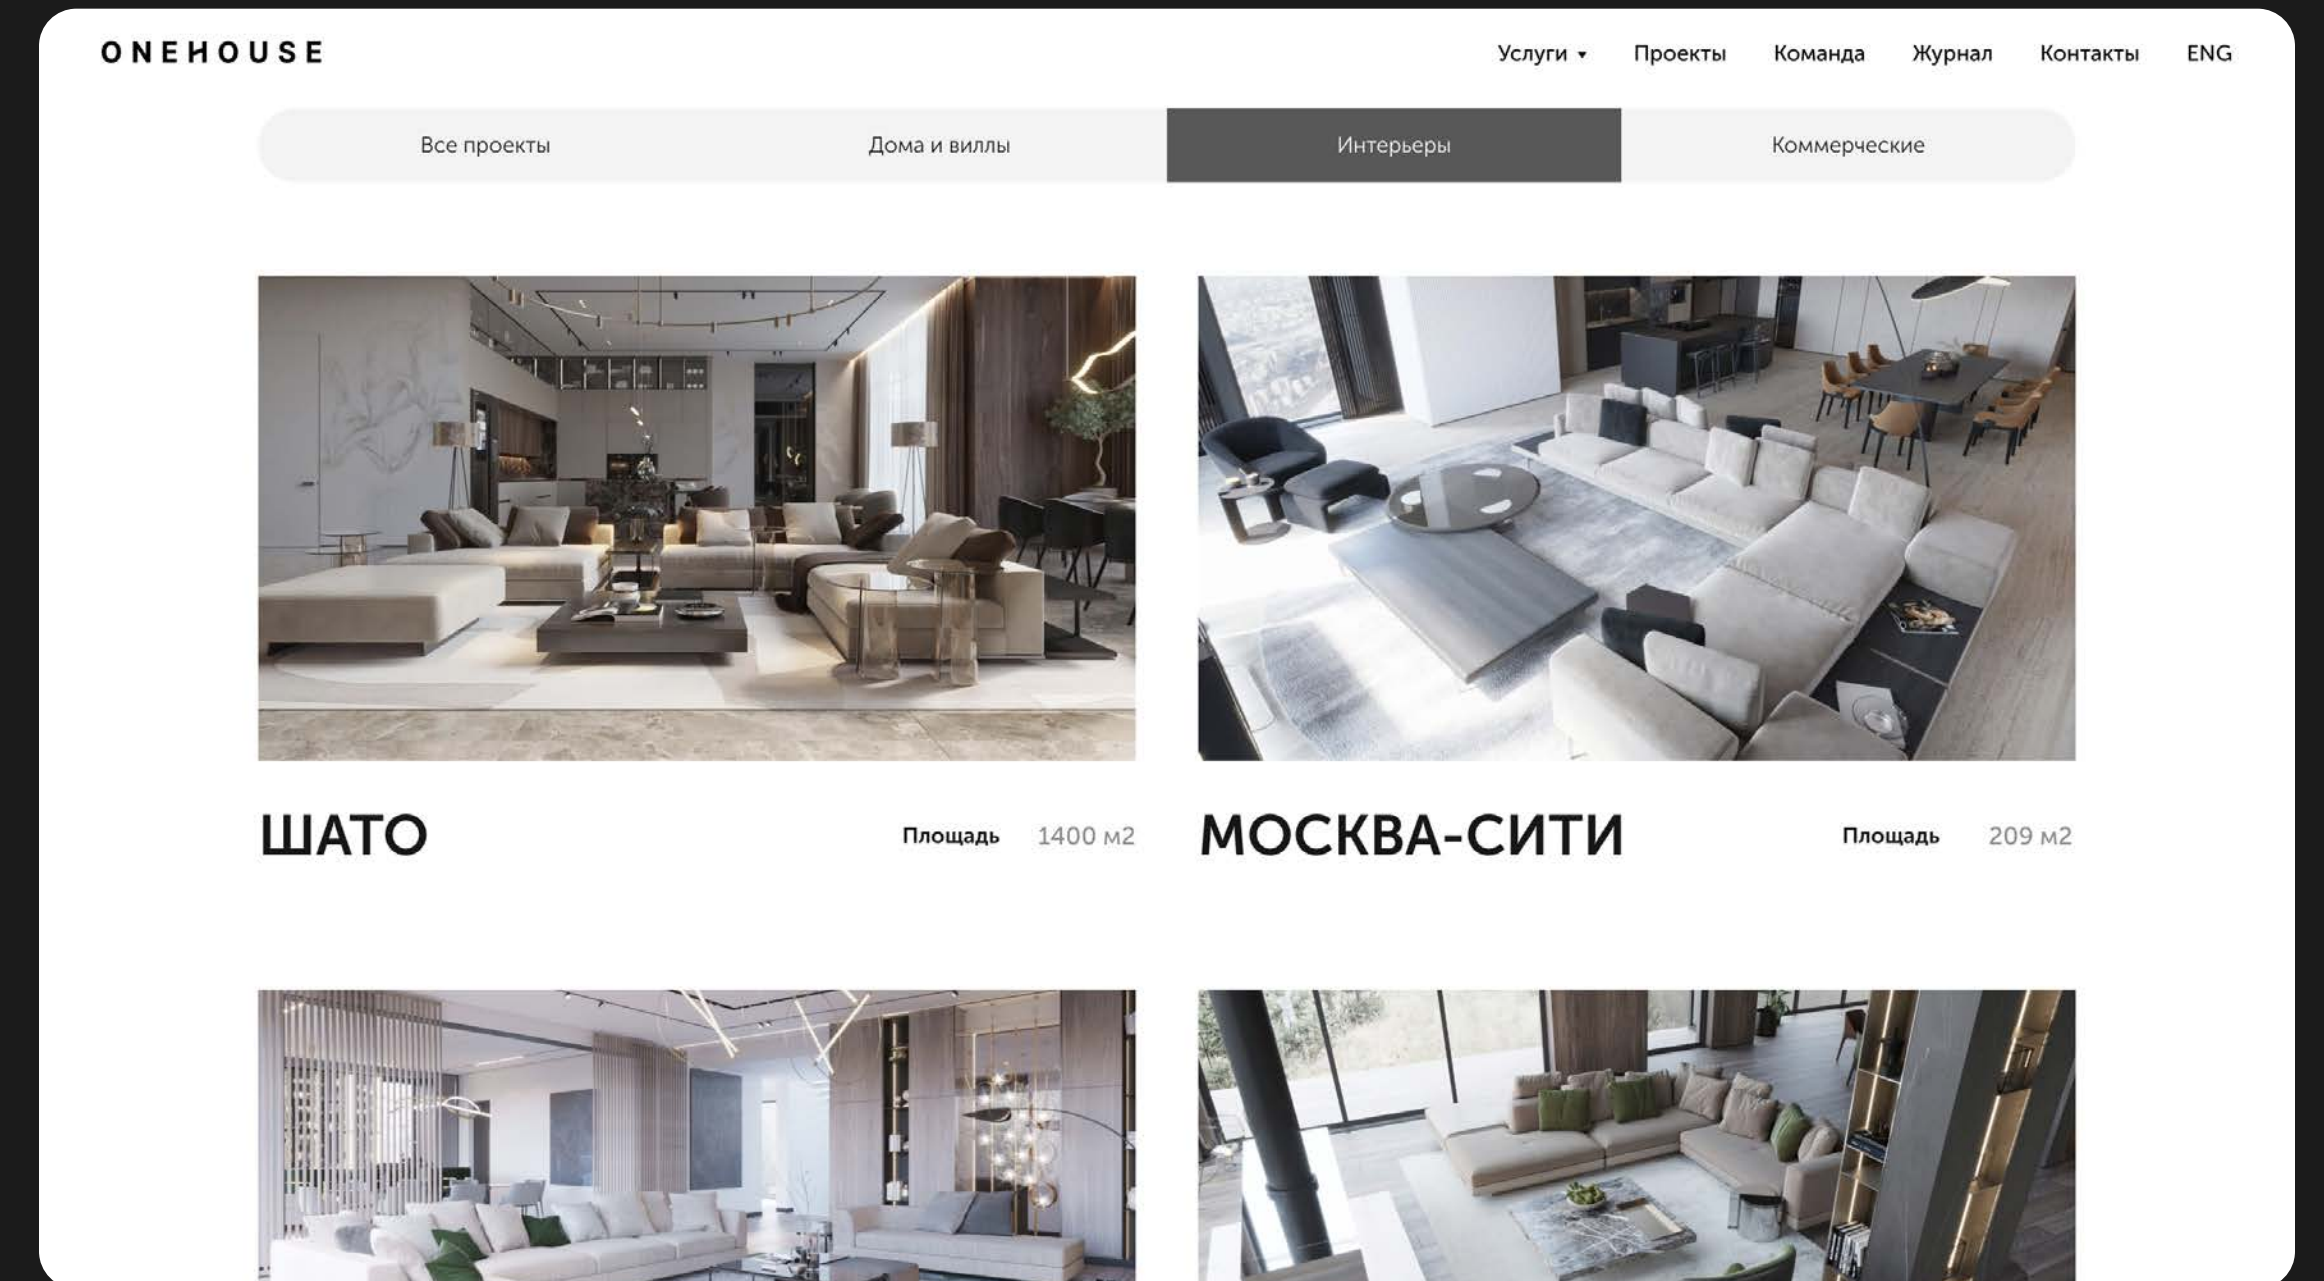 ONEHOUSE
Услуги ▾ Проекты Команда Журнал Контакты ENG
Все проекты Дома и виллы Интерьеры Коммерческие
ШАТО Площадь 1400 м2
МОСКВА-СИТИ Площадь 209 м2